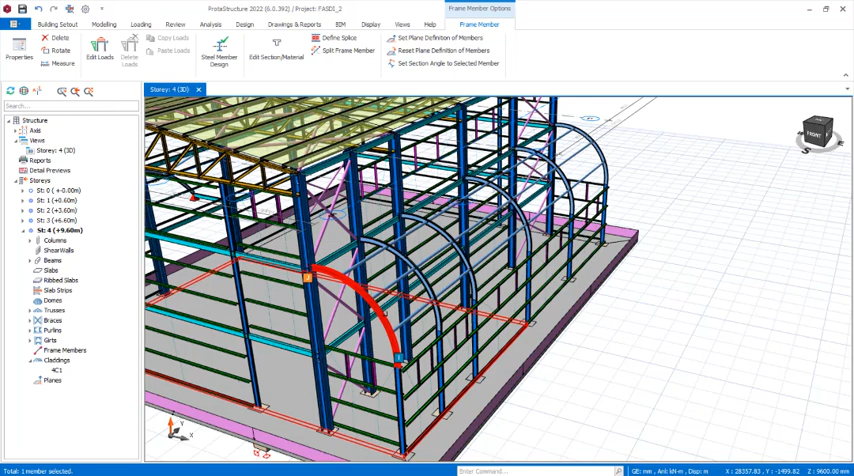 ProtaStructure 2022 (6.0.392) / Project: FASDI_2
Frame Member Options
Building Setout Modelling Loading Review Analysis Design Drawings & Reports BIM Display Views Help Frame Member
Properties
Delete
Rotate
Measure
Edit Loads
Delete Loads
Copy Loads
Paste Loads
Steel Member Design
Edit Section/Material
Define Splice
Split Frame Member
Set Plane Definition of Members
Reset Plane Definition of Members
Set Section Angle to Selected Member
Storey: 4 (3D)
Search...
Structure
Axis
Views
Storey: 4 (3D)
Reports
Detail Previews
Storeys
St: 0 (+-0.00m)
St: 1 (+0.60m)
St: 2 (+3.60m)
St: 3 (+6.60m)
St: 4 (+9.60m)
Columns
ShearWalls
Beams
Slabs
Ribbed Slabs
Slab Strips
Domes
Trusses
Braces
Purlins
Girts
Frame Members
Claddings
4C1
Planes
FRONT
S
Z
Y
X
Total: 1 member selected.
Enter Command...
GE: mm , Anl: kN-m , Disp: m
X : 28357.83
Y : -1499.82
Z : 9600.00 mm